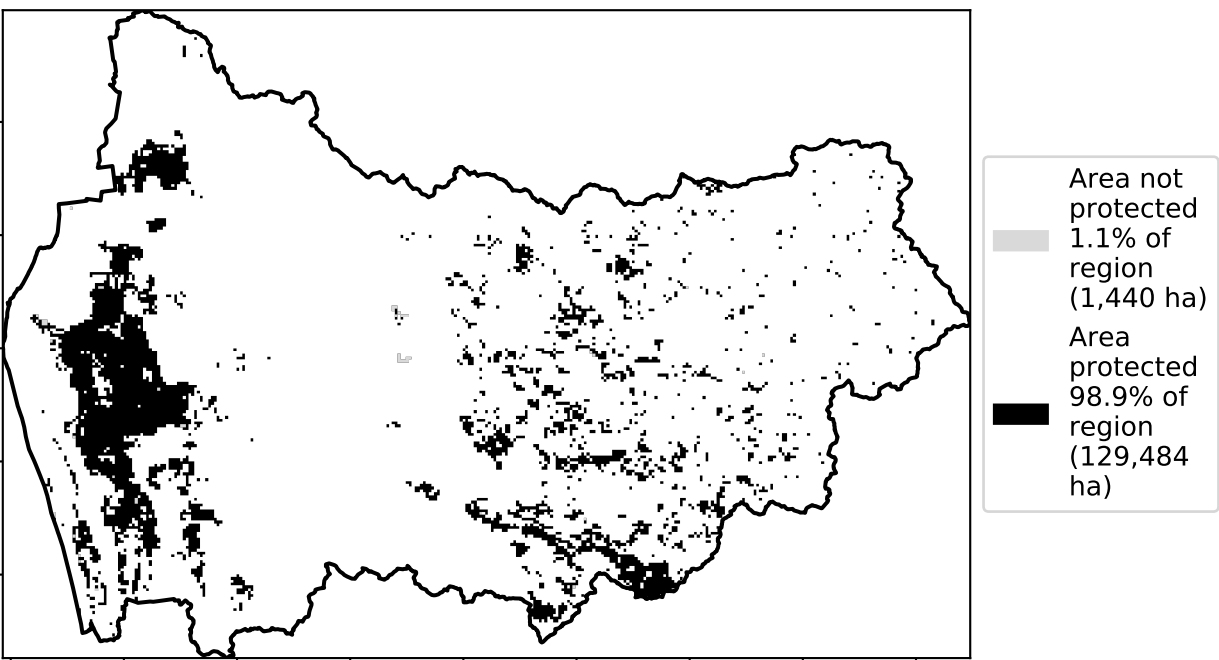 Area not
protected
1.1% of
region
(1,440 ha)
Area
protected
98.9% of
region
(129,484
ha)